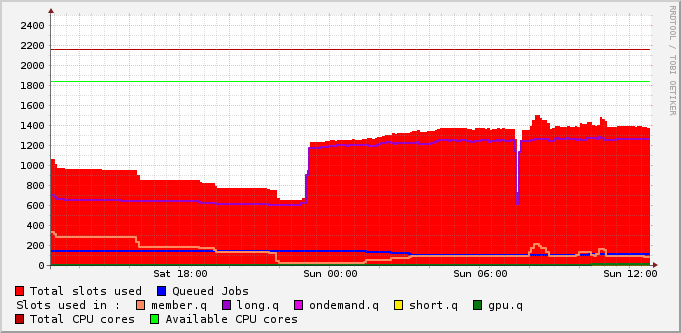 2400
2200
2000
1800
1600
1400
1200
1000
800
600
400
200
0
Sat 18:00 Sun 00:00 Sun 06:00 Sun 12:00
Total slots used Queued Jobs
Slots used in : member.q long.q ondemand.q short.q gpu.q
Total CPU cores Available CPU cores
RRDTOOL / TOBI OETIKER